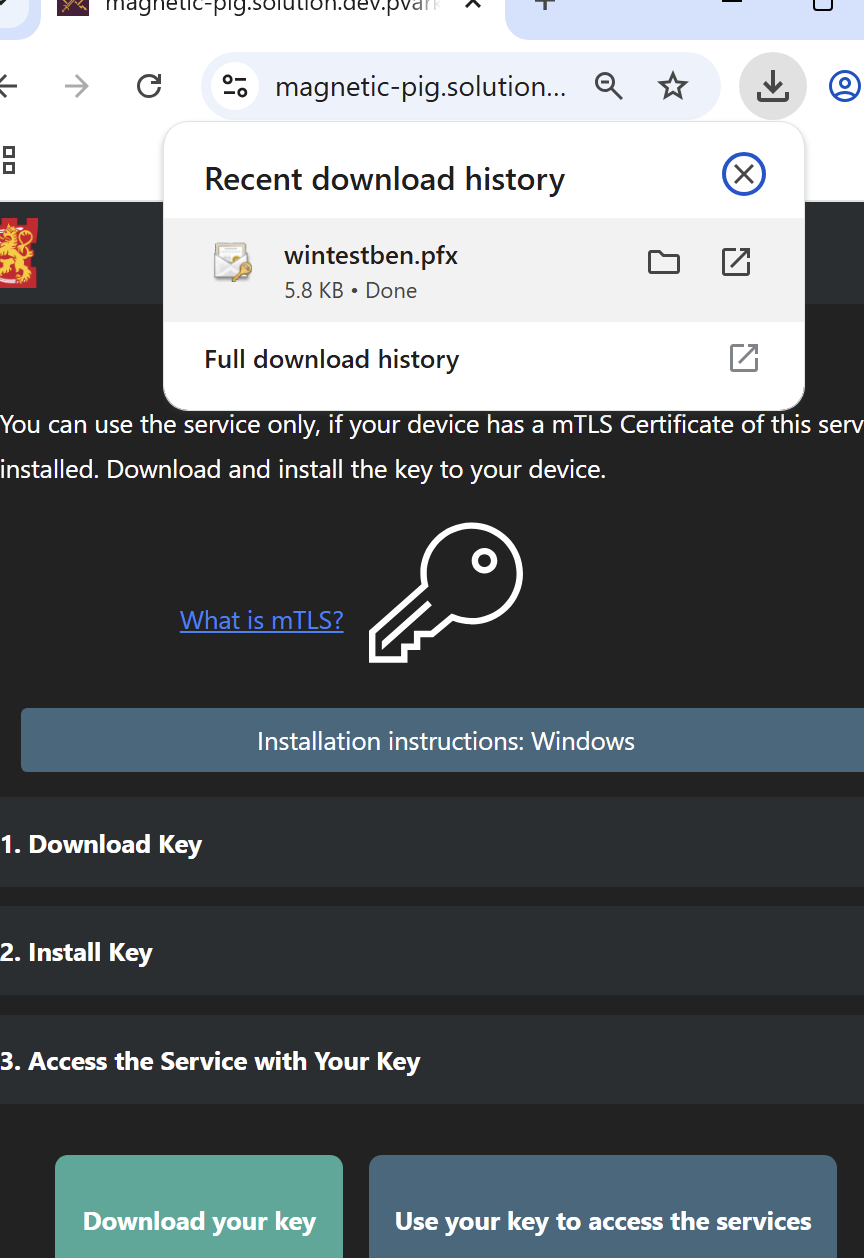 magnetic-pig.solution.dev.pvark
magnetic-pig.solution...
Recent download history
wintestben.pfx
5.8 KB • Done
Full download history
You can use the service only, if your device has a mTLS Certificate of this serv
installed. Download and install the key to your device.
What is mTLS?
Installation instructions: Windows
1. Download Key
2. Install Key
3. Access the Service with Your Key
Download your key
Use your key to access the services